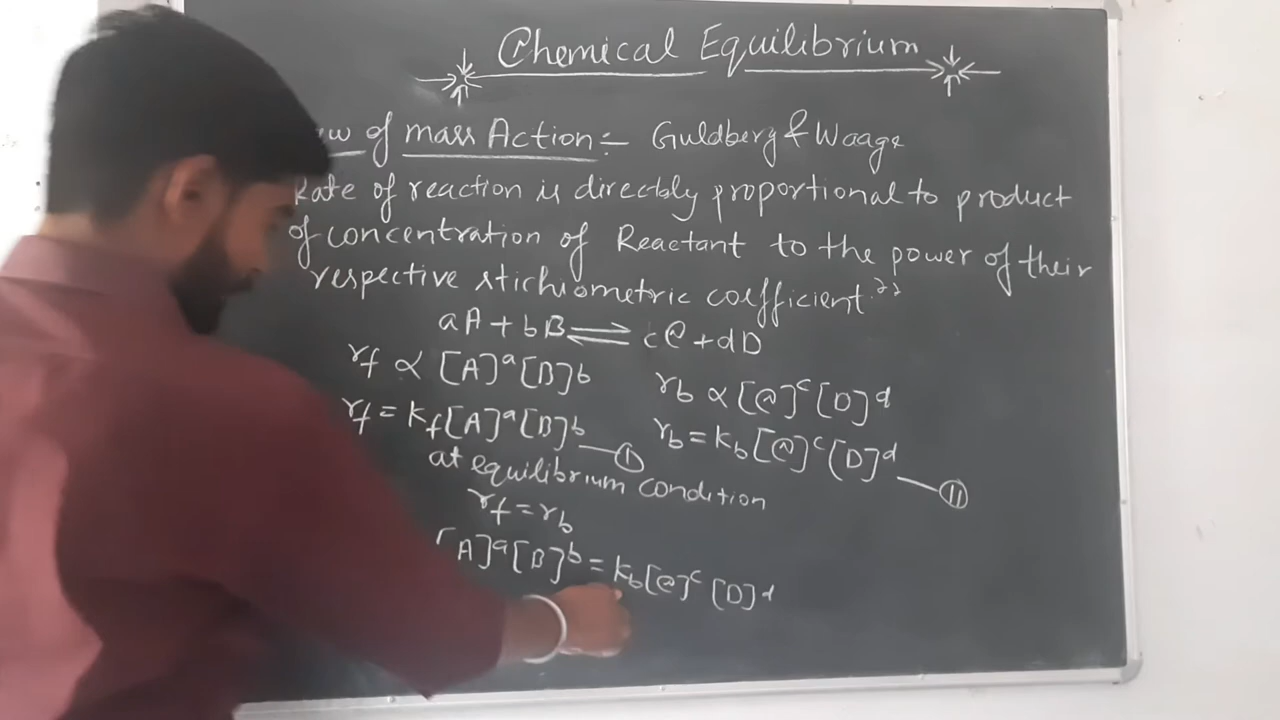 Chemical Equilibrium
of mass Action:- Guldberg & Waage
Rate of reaction is directly proportional to product
of concentration of Reactant to the power of their
respective stichiometric coefficient.”
aA + bB ⇌ cC + dD
rf ∝ [A]^a [B]^b
rb ∝ [C]^c [D]^d
rf = Kf [A]^a [B]^b — I
rb = Kb [C]^c [D]^d — II
at equilibrium condition
rf = rb
[A]^a [B]^b = Kb [C]^c [D]^d